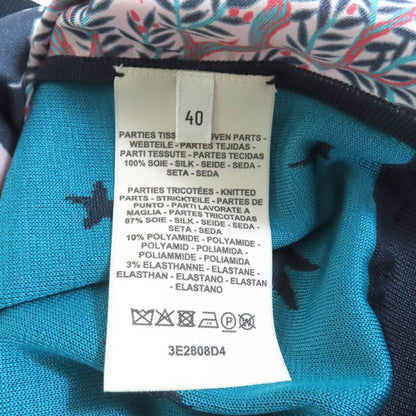 40
PARTIES TISSU WOVEN PARTS -
WEBTEILE - PARTES TEJIDAS -
PARTI TESSUTE - PARTES TECIDAS
100% SOIE - SILK - SEIDE - SEDA -
SETA - SEDA
PARTIES TRICOTÉES - KNITTED
PARTS - STRICKTEILE - PARTES DE
PUNTO - PARTI LAVORATE A
MAGLIA - PARTES TRICOTADAS
87% SOIE - SILK - SEIDE - SEDA -
SETA - SEDA
10% POLYAMIDE - POLYAMIDE -
POLYAMID - POLIAMIDA -
POLIAMMIDE - POLIAMIDA
3% ELASTHANNE - ELASTANE -
ELASTHAN - ELASTANO - ELASTAN
- ELASTANO
P
3E2808D4